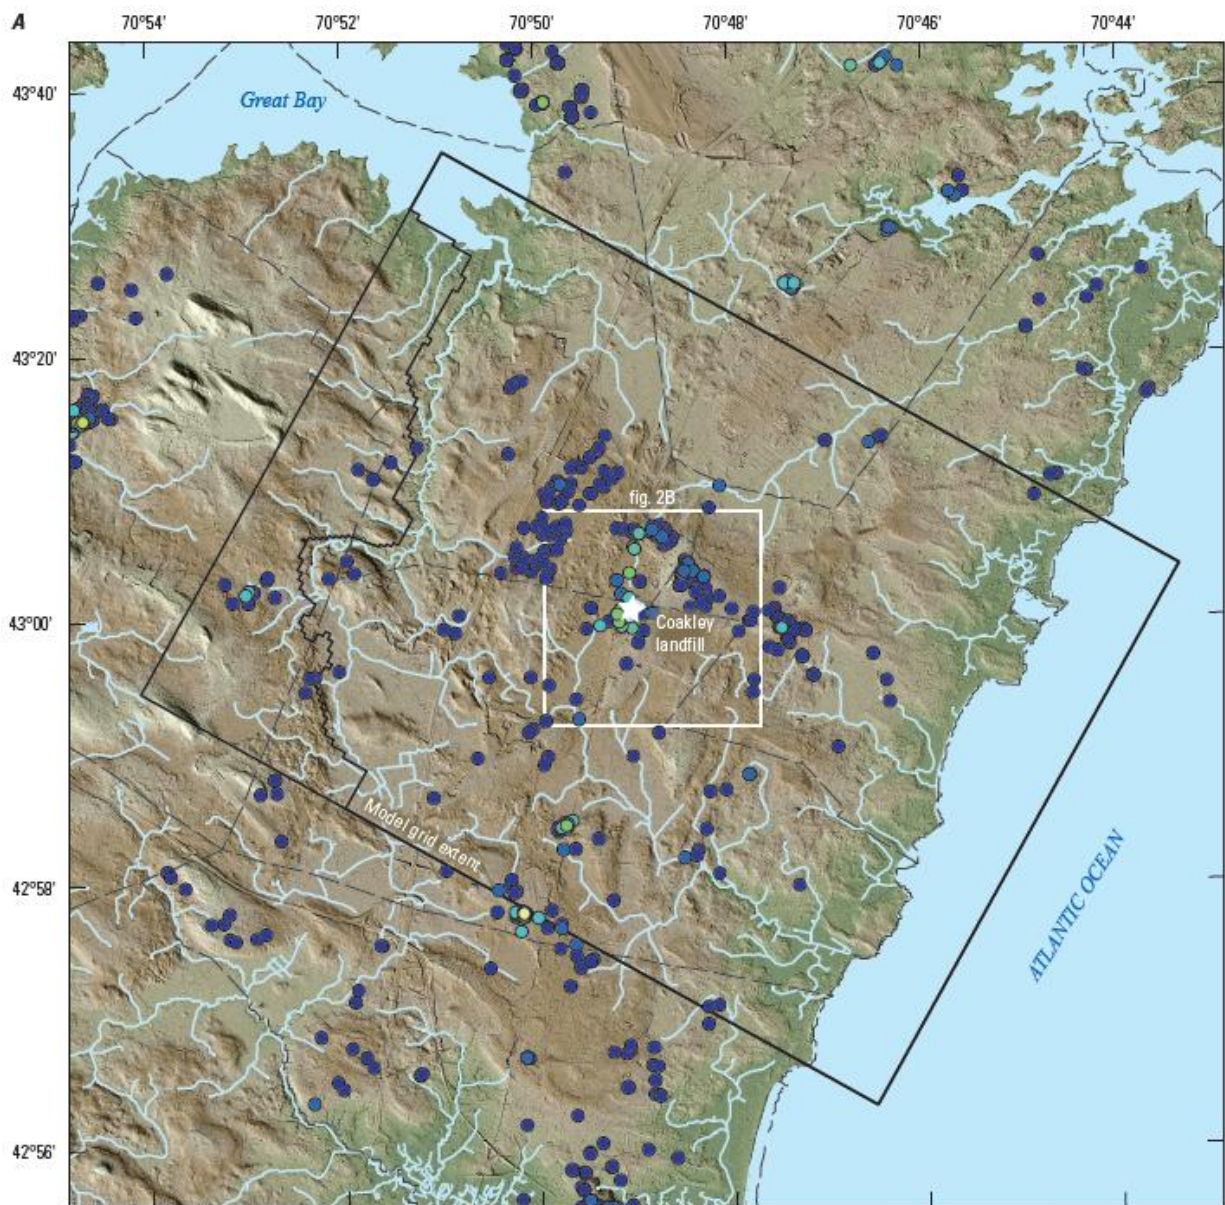 A
70°54' 70°52' 70°50' 70°48' 70°46' 70°44'
43°40'
Great Bay
43°20'
fig. 2B
43°00'
Coakley
landfill
Model grid extent
42°58'
ATLANTIC OCEAN
42°56'